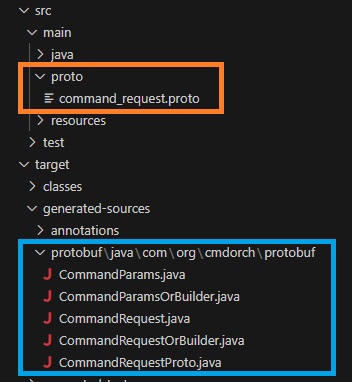 src
main
java
proto
command_request.proto
resources
test
target
classes
generated-sources
annotations
protobuf\java\com\org\cmdorch\protobuf
J CommandParams.java
J CommandParamsOrBuilder.java
J CommandRequest.java
J CommandRequestOrBuilder.java
J CommandRequestProto.java